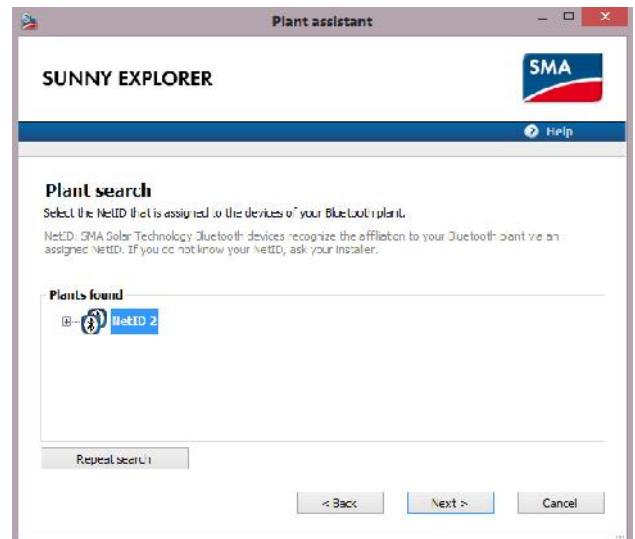 Plant assistant
SUNNY EXPLORER
SMA
Help
Plant search
Select the NetID that is assigned to the devices of your Bluetooth plant.
NetID: SMA Solar Technology Bluetooth devices recognize the affiliation to your Bluetooth plant via an
assigned NetID. If you do not know your NetID, ask your installer.
Plants found
NetID 2
Repeat search
< Back
Next >
Cancel